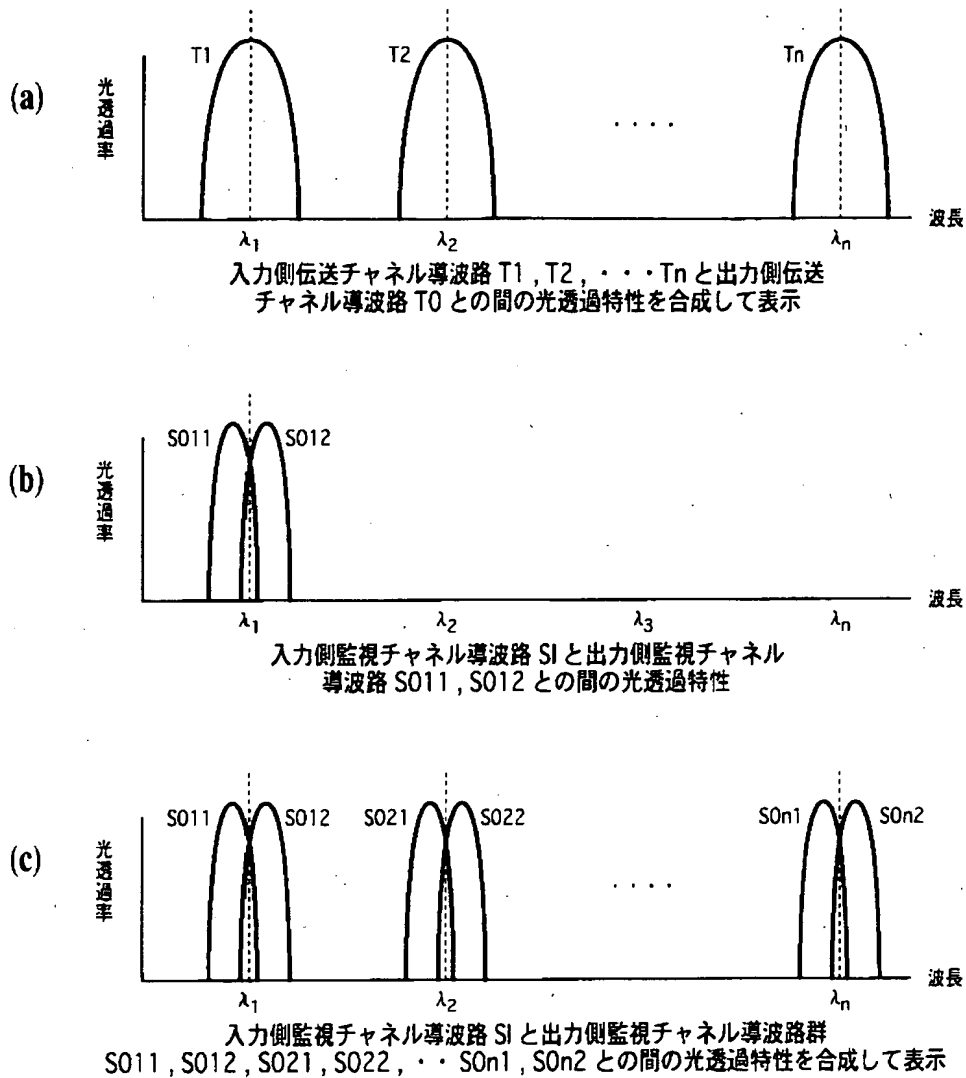 (a)
光透過率
T1
T2
Tn
・・・・
λ1
λ2
λn
波長
入力側伝送チャネル導波路 T1 , T2 , ・・・Tn と出力側伝送
チャネル導波路 T0 との間の光透過特性を合成して表示
(b)
光透過率
S011
S012
λ1
λ2
λ3
λn
波長
入力側監視チャネル導波路 SI と出力側監視チャネル
導波路 S011 , S012 との間の光透過特性
(c)
光透過率
S011
S012
S021
S022
・・・・
S0n1
S0n2
λ1
λ2
λn
波長
入力側監視チャネル導波路 SI と出力側監視チャネル導波路群
S011 , S012 , S021 , S022 , ・・ S0n1 , S0n2 との間の光透過特性を合成して表示